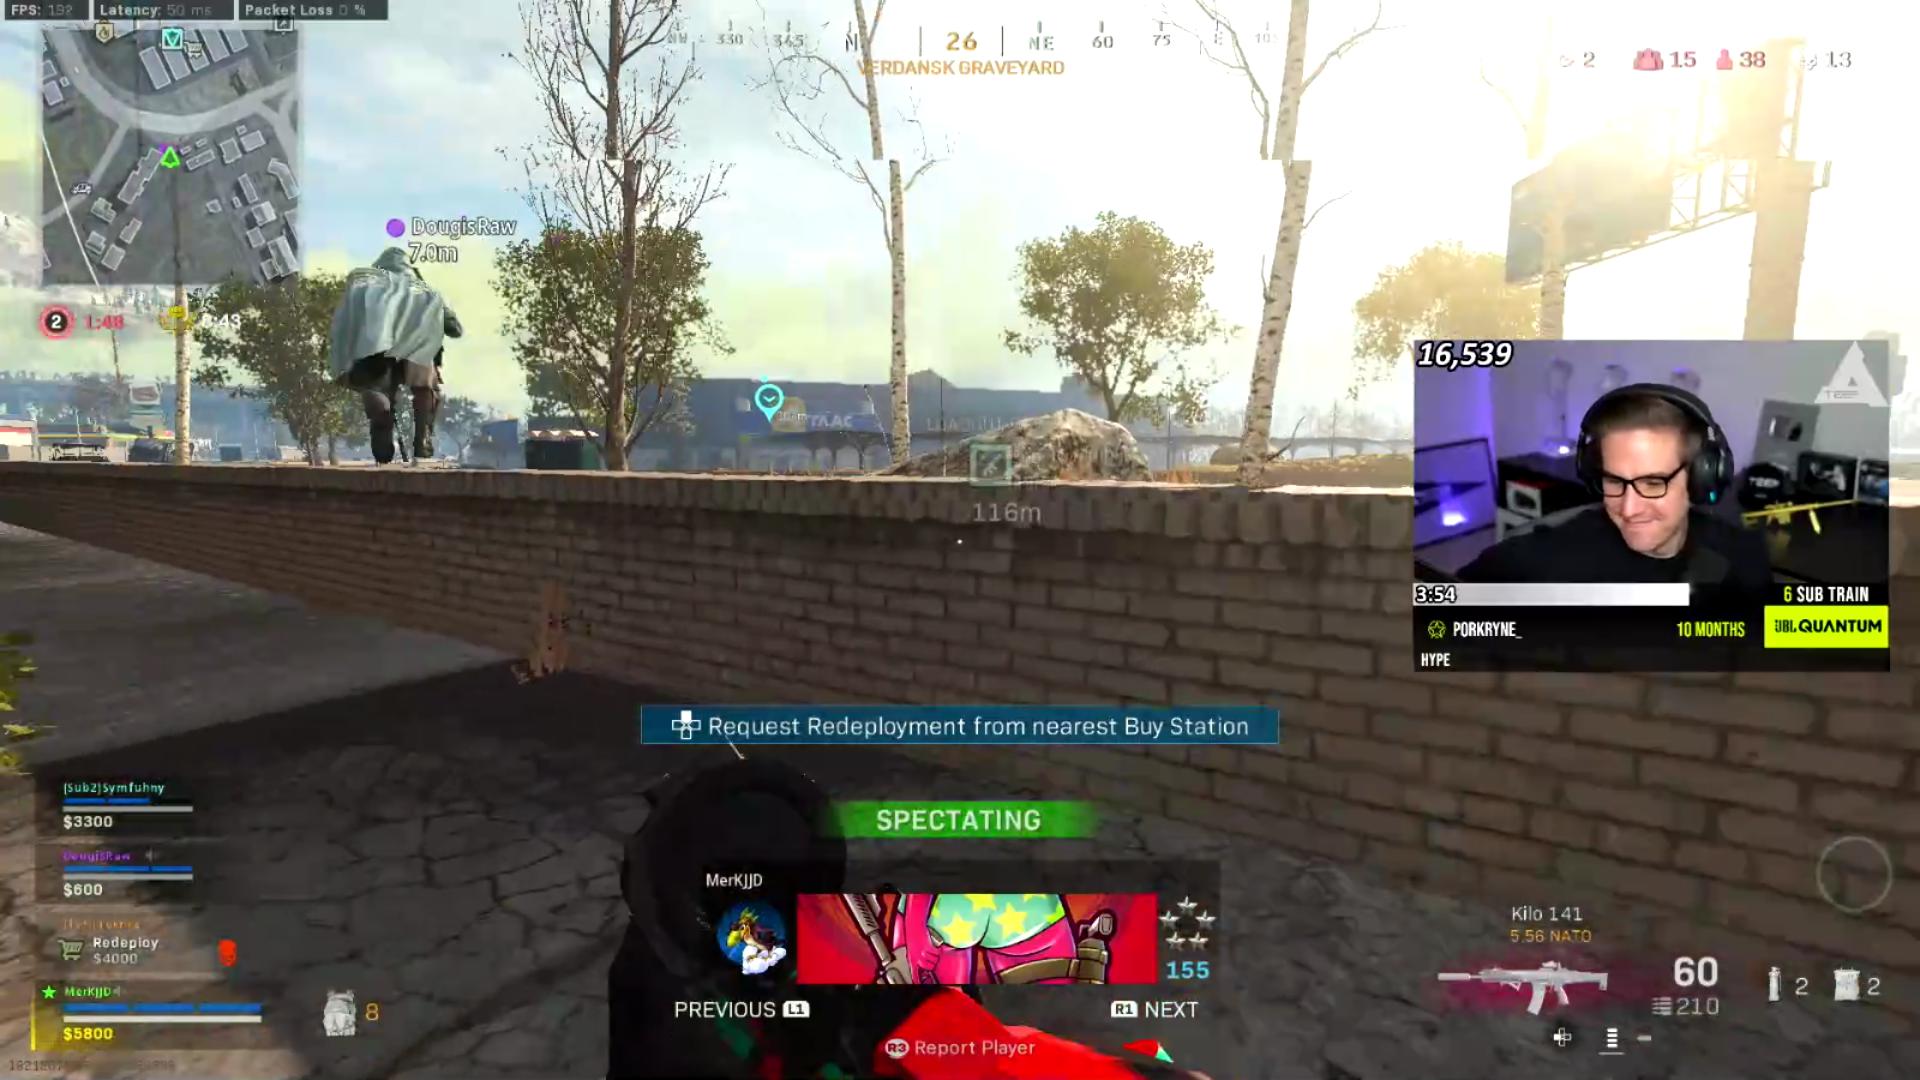 FPS: 192
Latency: 50 ms
Packet Loss 0 %
NW
330
345
N
26
NE
60
75
E
VERDANSK GRAVEYARD
2
15
38
13
DougisRaw
7.0m
2
1:48
116m
16,539
3:54
6 SUB TRAIN
PORKRYNE_
10 MONTHS
JBL QUANTUM
HYPE
Request Redeployment from nearest Buy Station
SPECTATING
[Sub2]Symfuhny
$3300
DougisRaw
$600
Redeploy
$4000
MerKJJD
$5800
8
MerKJJD
155
PREVIOUS L1
R1 NEXT
R3 Report Player
Kilo 141
5.56 NATO
60
210
2
2